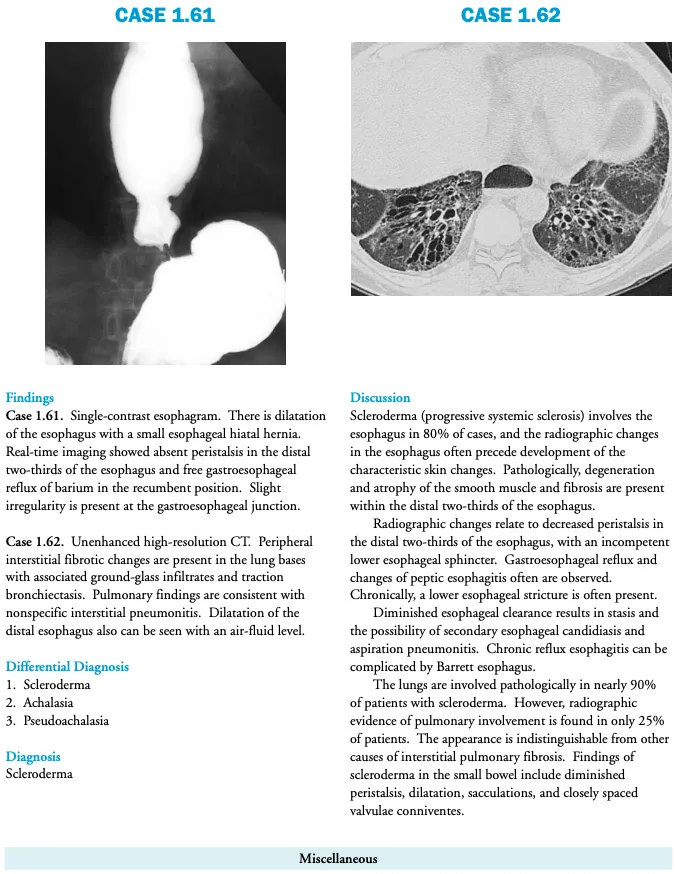 CASE 1.61
CASE 1.62
Findings
Case 1.61. Single-contrast esophagram. There is dilatation
of the esophagus with a small esophageal hiatal hernia.
Real-time imaging showed absent peristalsis in the distal
two-thirds of the esophagus and free gastroesophageal
reflux of barium in the recumbent position. Slight
irregularity is present at the gastroesophageal junction.
Case 1.62. Unenhanced high-resolution CT. Peripheral
interstitial fibrotic changes are present in the lung bases
with associated ground-glass infiltrates and traction
bronchiectasis. Pulmonary findings are consistent with
nonspecific interstitial pneumonitis. Dilatation of the
distal esophagus also can be seen with an air-fluid level.
Differential Diagnosis
1. Scleroderma
2. Achalasia
3. Pseudoachalasia
Diagnosis
Scleroderma
Discussion
Scleroderma (progressive systemic sclerosis) involves the
esophagus in 80% of cases, and the radiographic changes
in the esophagus often precede development of the
characteristic skin changes. Pathologically, degeneration
and atrophy of the smooth muscle and fibrosis are present
within the distal two-thirds of the esophagus.
Radiographic changes relate to decreased peristalsis in
the distal two-thirds of the esophagus, with an incompetent
lower esophageal sphincter. Gastroesophageal reflux and
changes of peptic esophagitis often are observed.
Chronically, a lower esophageal stricture is often present.
Diminished esophageal clearance results in stasis and
the possibility of secondary esophageal candidiasis and
aspiration pneumonitis. Chronic reflux esophagitis can be
complicated by Barrett esophagus.
The lungs are involved pathologically in nearly 90%
of patients with scleroderma. However, radiographic
evidence of pulmonary involvement is found in only 25%
of patients. The appearance is indistinguishable from other
causes of interstitial pulmonary fibrosis. Findings of
scleroderma in the small bowel include diminished
peristalsis, dilatation, sacculations, and closely spaced
valvulae conniventes.
Miscellaneous